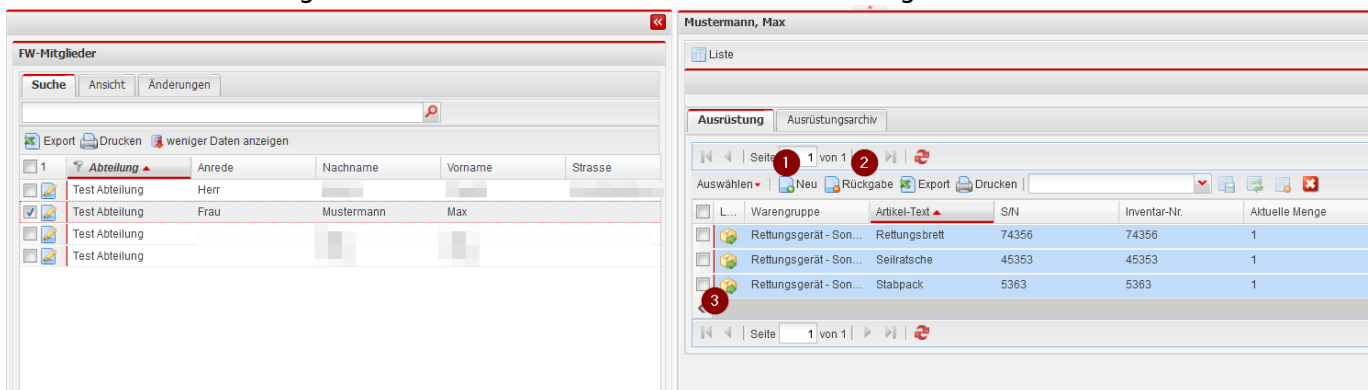 FW-Mitglieder
Suche Ansicht Änderungen
Export Drucken weniger Daten anzeigen
1 Abteilung Anrede Nachname Vorname Strasse
Test Abteilung Herr
Test Abteilung Frau Mustermann Max
Test Abteilung
Test Abteilung
Mustermann, Max
Liste
Ausrüstung Ausrüstungsarchiv
Seite 1 von 1
1 2
Auswählen Neu Rückgabe Export Drucken
L... Warengruppe Artikel-Text S/N Inventar-Nr. Aktuelle Menge
Rettungsgerät - Son... Rettungsbrett 74356 74356 1
Rettungsgerät - Son... Seilratsche 45353 45353 1
Rettungsgerät - Son... Stabpack 5363 5363 1
3
Seite 1 von 1